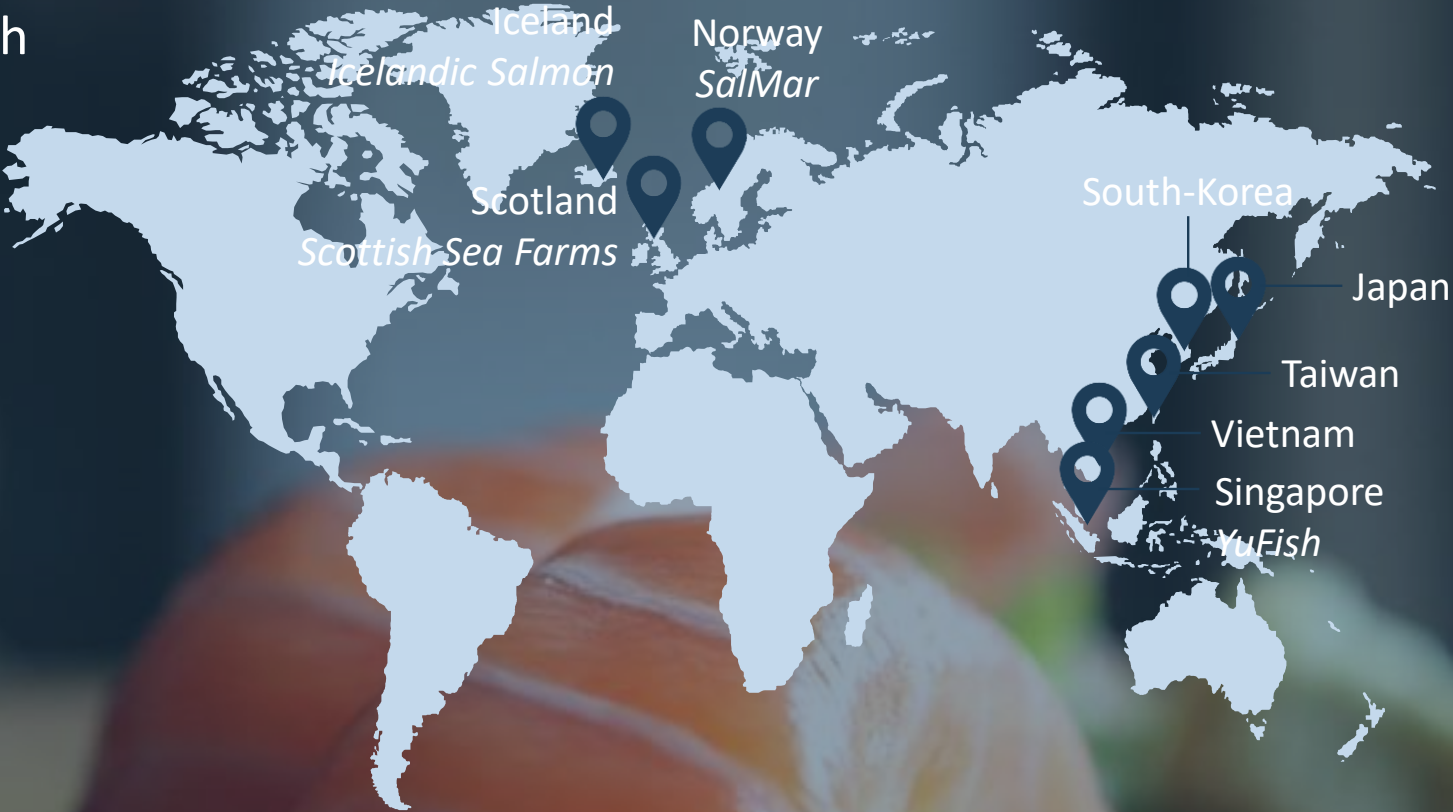 h
Iceland
Icelandic Salmon
Norway
SalMar
Scotland
Scottish Sea Farms
South-Korea
Japan
Taiwan
Vietnam
Singapore
YuFish